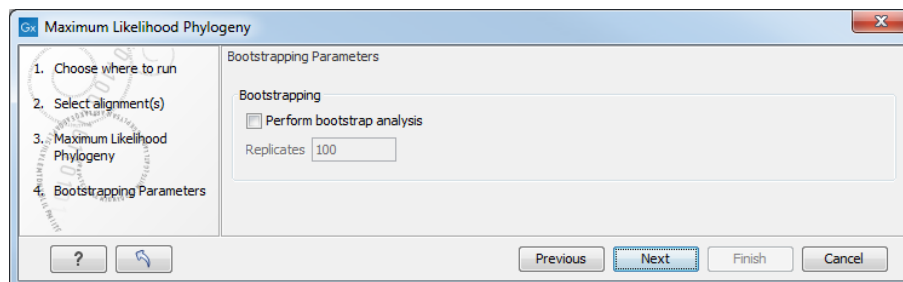 Gx Maximum Likelihood Phylogeny
1. Choose where to run
2. Select alignment(s)
3. Maximum Likelihood
Phylogeny
4. Bootstrapping Parameters
Bootstrapping Parameters
Bootstrapping
Perform bootstrap analysis
Replicates 100
?
Previous
Next
Finish
Cancel